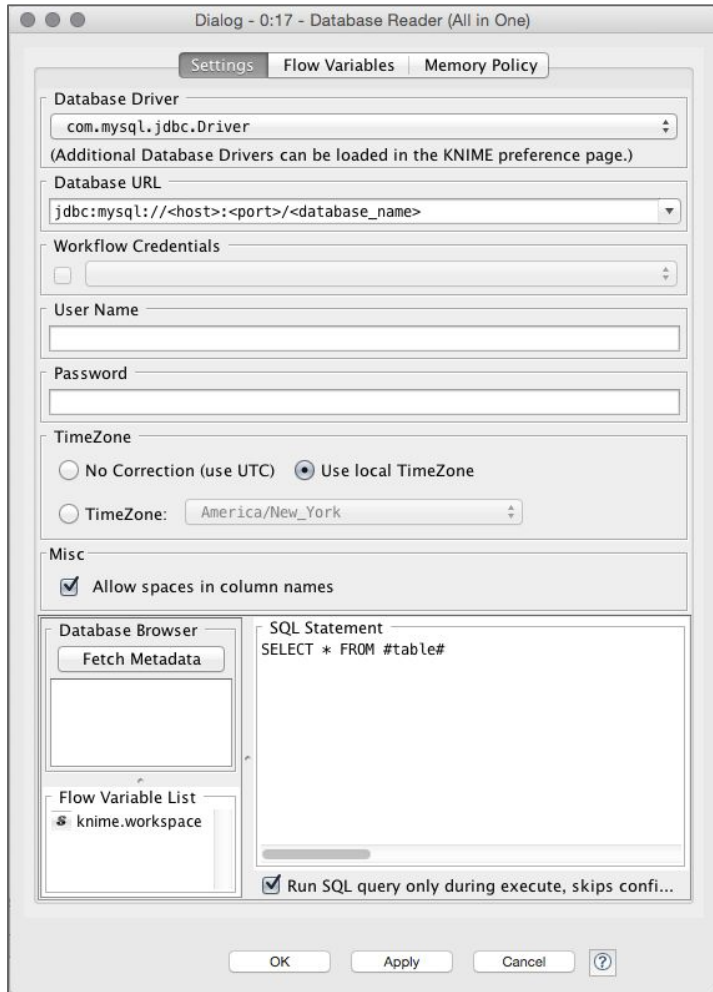 Dialog - 0:17 - Database Reader (All in One)
Settings Flow Variables Memory Policy
Database Driver
com.mysql.jdbc.Driver
(Additional Database Drivers can be loaded in the KNIME preference page.)
Database URL
jdbc:mysql://<host>:<port>/<database_name>
Workflow Credentials
User Name
Password
TimeZone
No Correction (use UTC) Use local TimeZone
TimeZone: America/New_York
Misc
Allow spaces in column names
Database Browser
Fetch Metadata
SQL Statement
SELECT * FROM #table#
Flow Variable List
s knime.workspace
Run SQL query only during execute, skips confi...
OK Apply Cancel ?